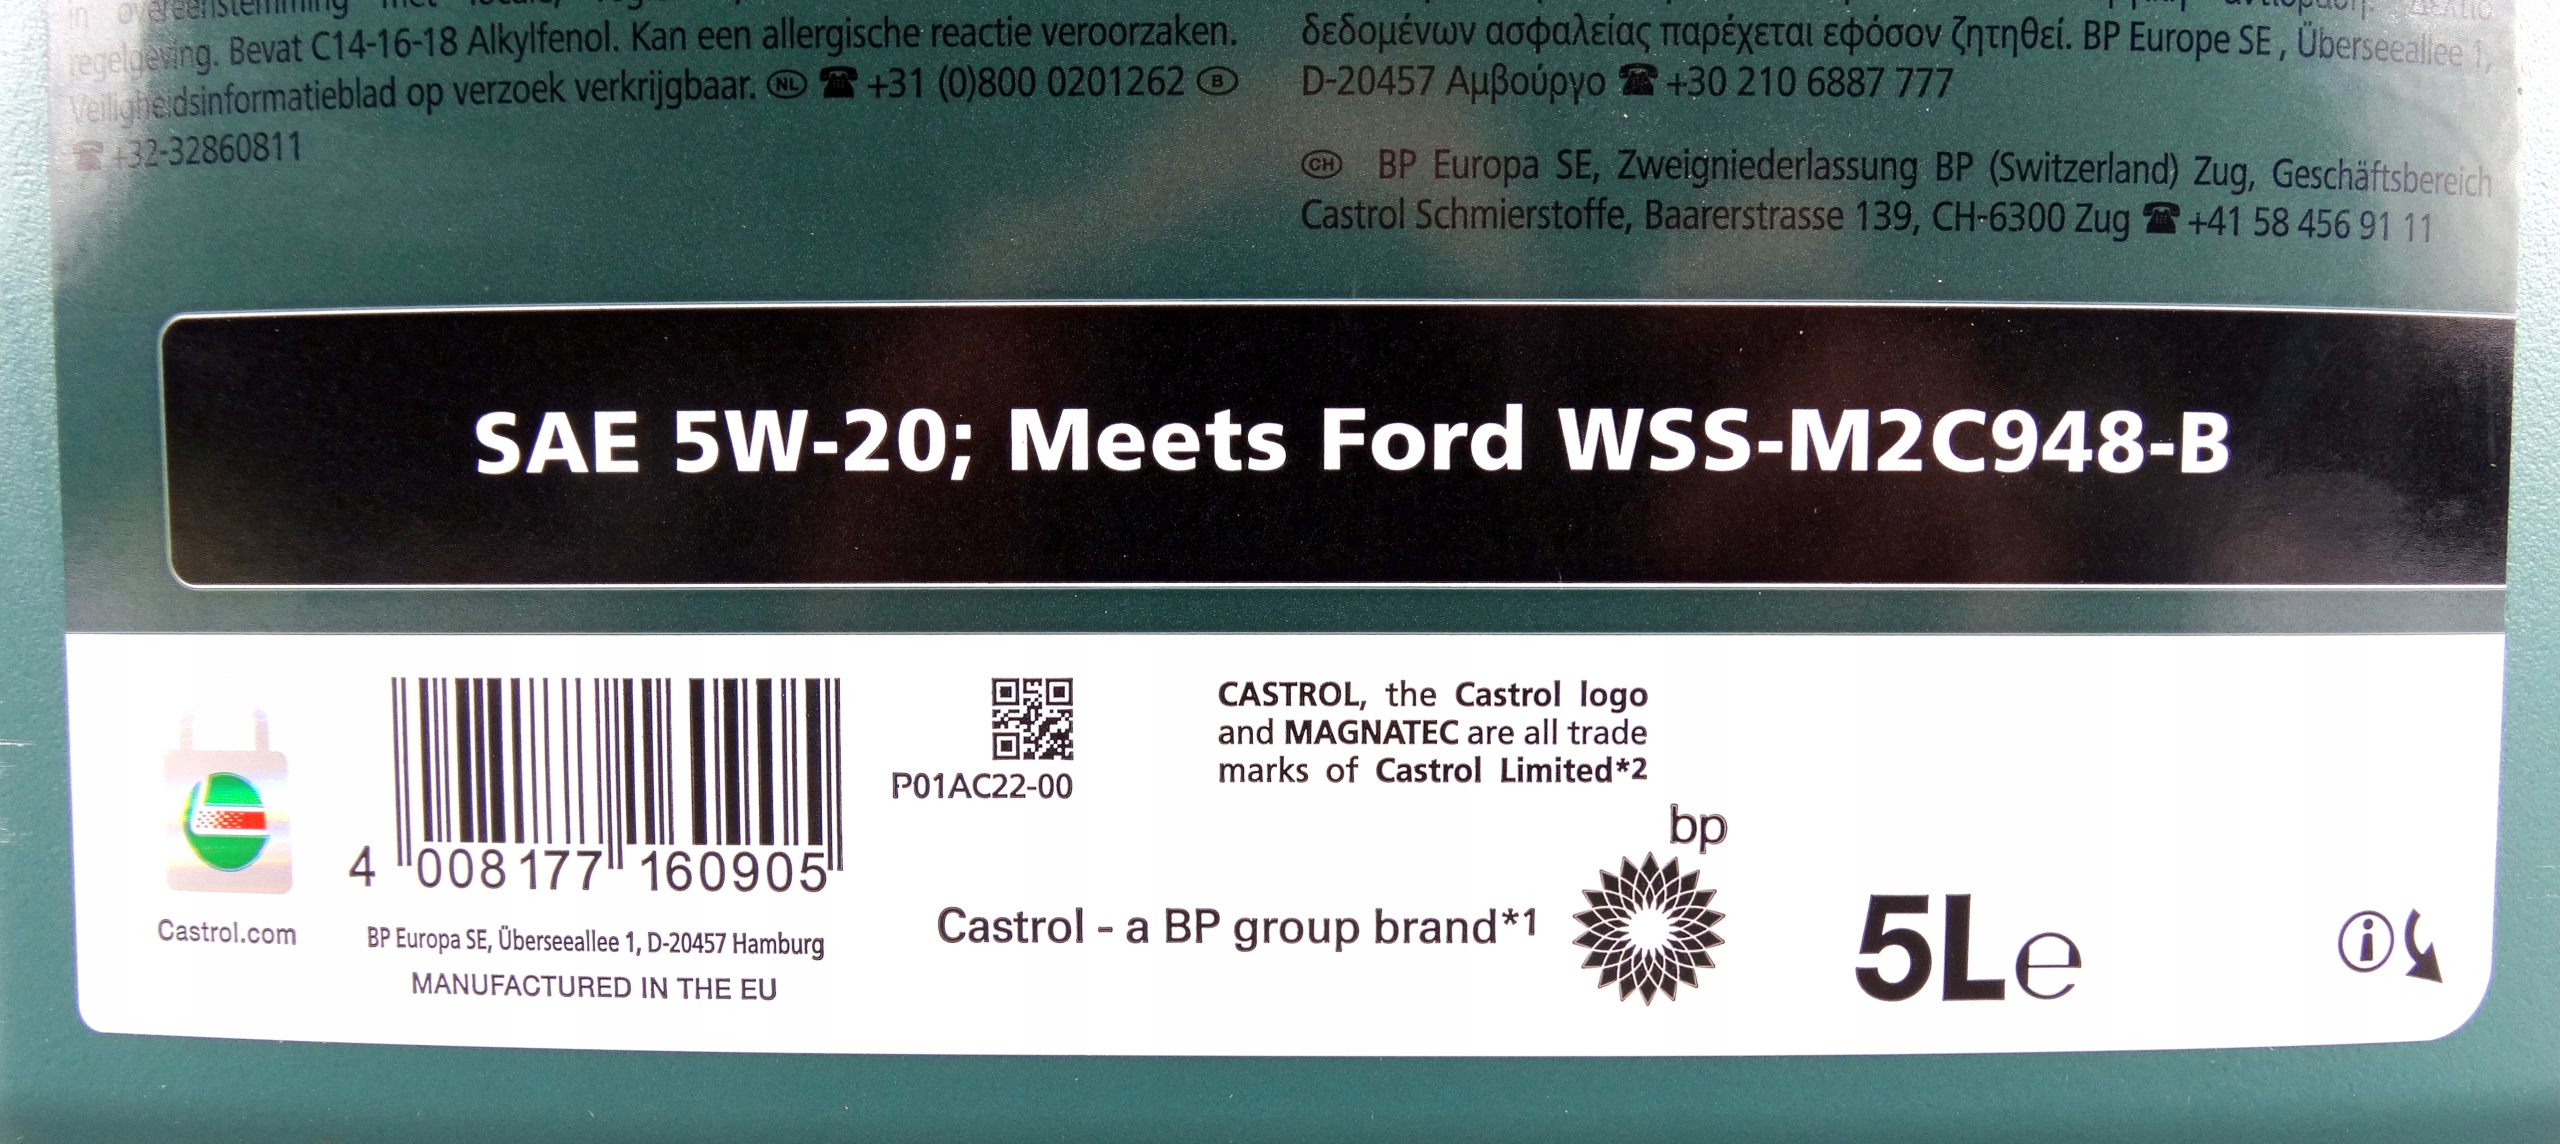 in overeenstemming met locale,
regelgeving. Bevat C14-16-18 Alkylfenol. Kan een allergische reactie veroorzaken.
Veiligheidsinformatieblad op verzoek verkrijgbaar. NL ☎ +31 (0)800 0201262 B
☎ +32-32860811
δεδομένων ασφαλείας παρέχεται εφόσον ζητηθεί. BP Europe SE , Überseeallee 1,
D-20457 Αμβούργο ☎ +30 210 6887 777
CH BP Europa SE, Zweigniederlassung BP (Switzerland) Zug, Geschäftsbereich
Castrol Schmierstoffe, Baarerstrasse 139, CH-6300 Zug ☎ +41 58 456 91 11
SAE 5W-20; Meets Ford WSS-M2C948-B
Castrol.com
4 008177 160905
BP Europa SE, Überseeallee 1, D-20457 Hamburg
MANUFACTURED IN THE EU
P01AC22-00
CASTROL, the Castrol logo
and MAGNATEC are all trade
marks of Castrol Limited*2
bp
Castrol - a BP group brand*1
5L e
i